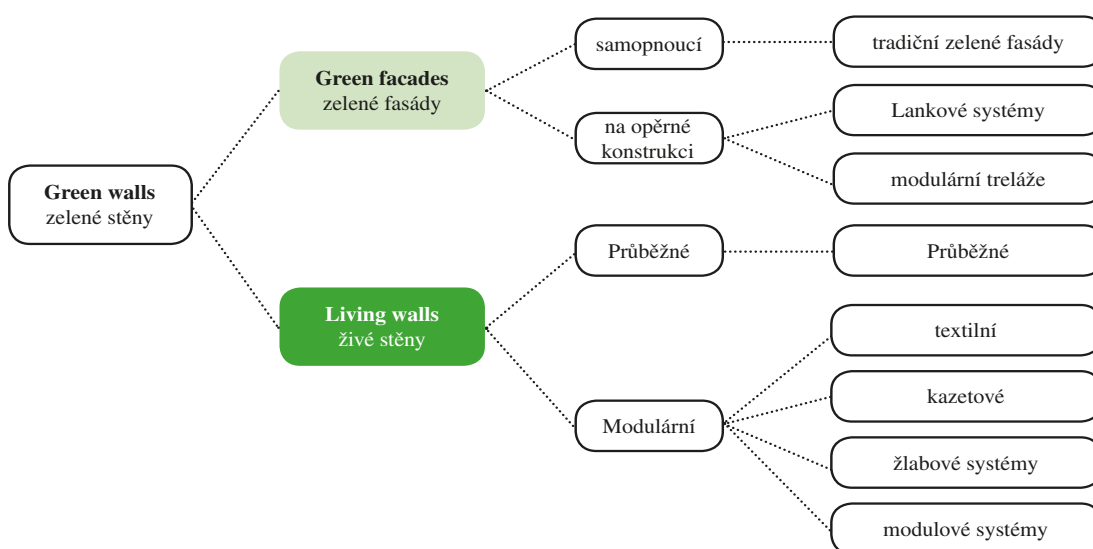 Green walls
zelené stěny
Green facades
zelené fasády
samopnoucí
tradiční zelené fasády
na opěrné
konstrukci
Lankové systémy
modulární treláže
Living walls
živé stěny
Průběžné
Průběžné
Modulární
textilní
kazetové
žlabové systémy
modulové systémy